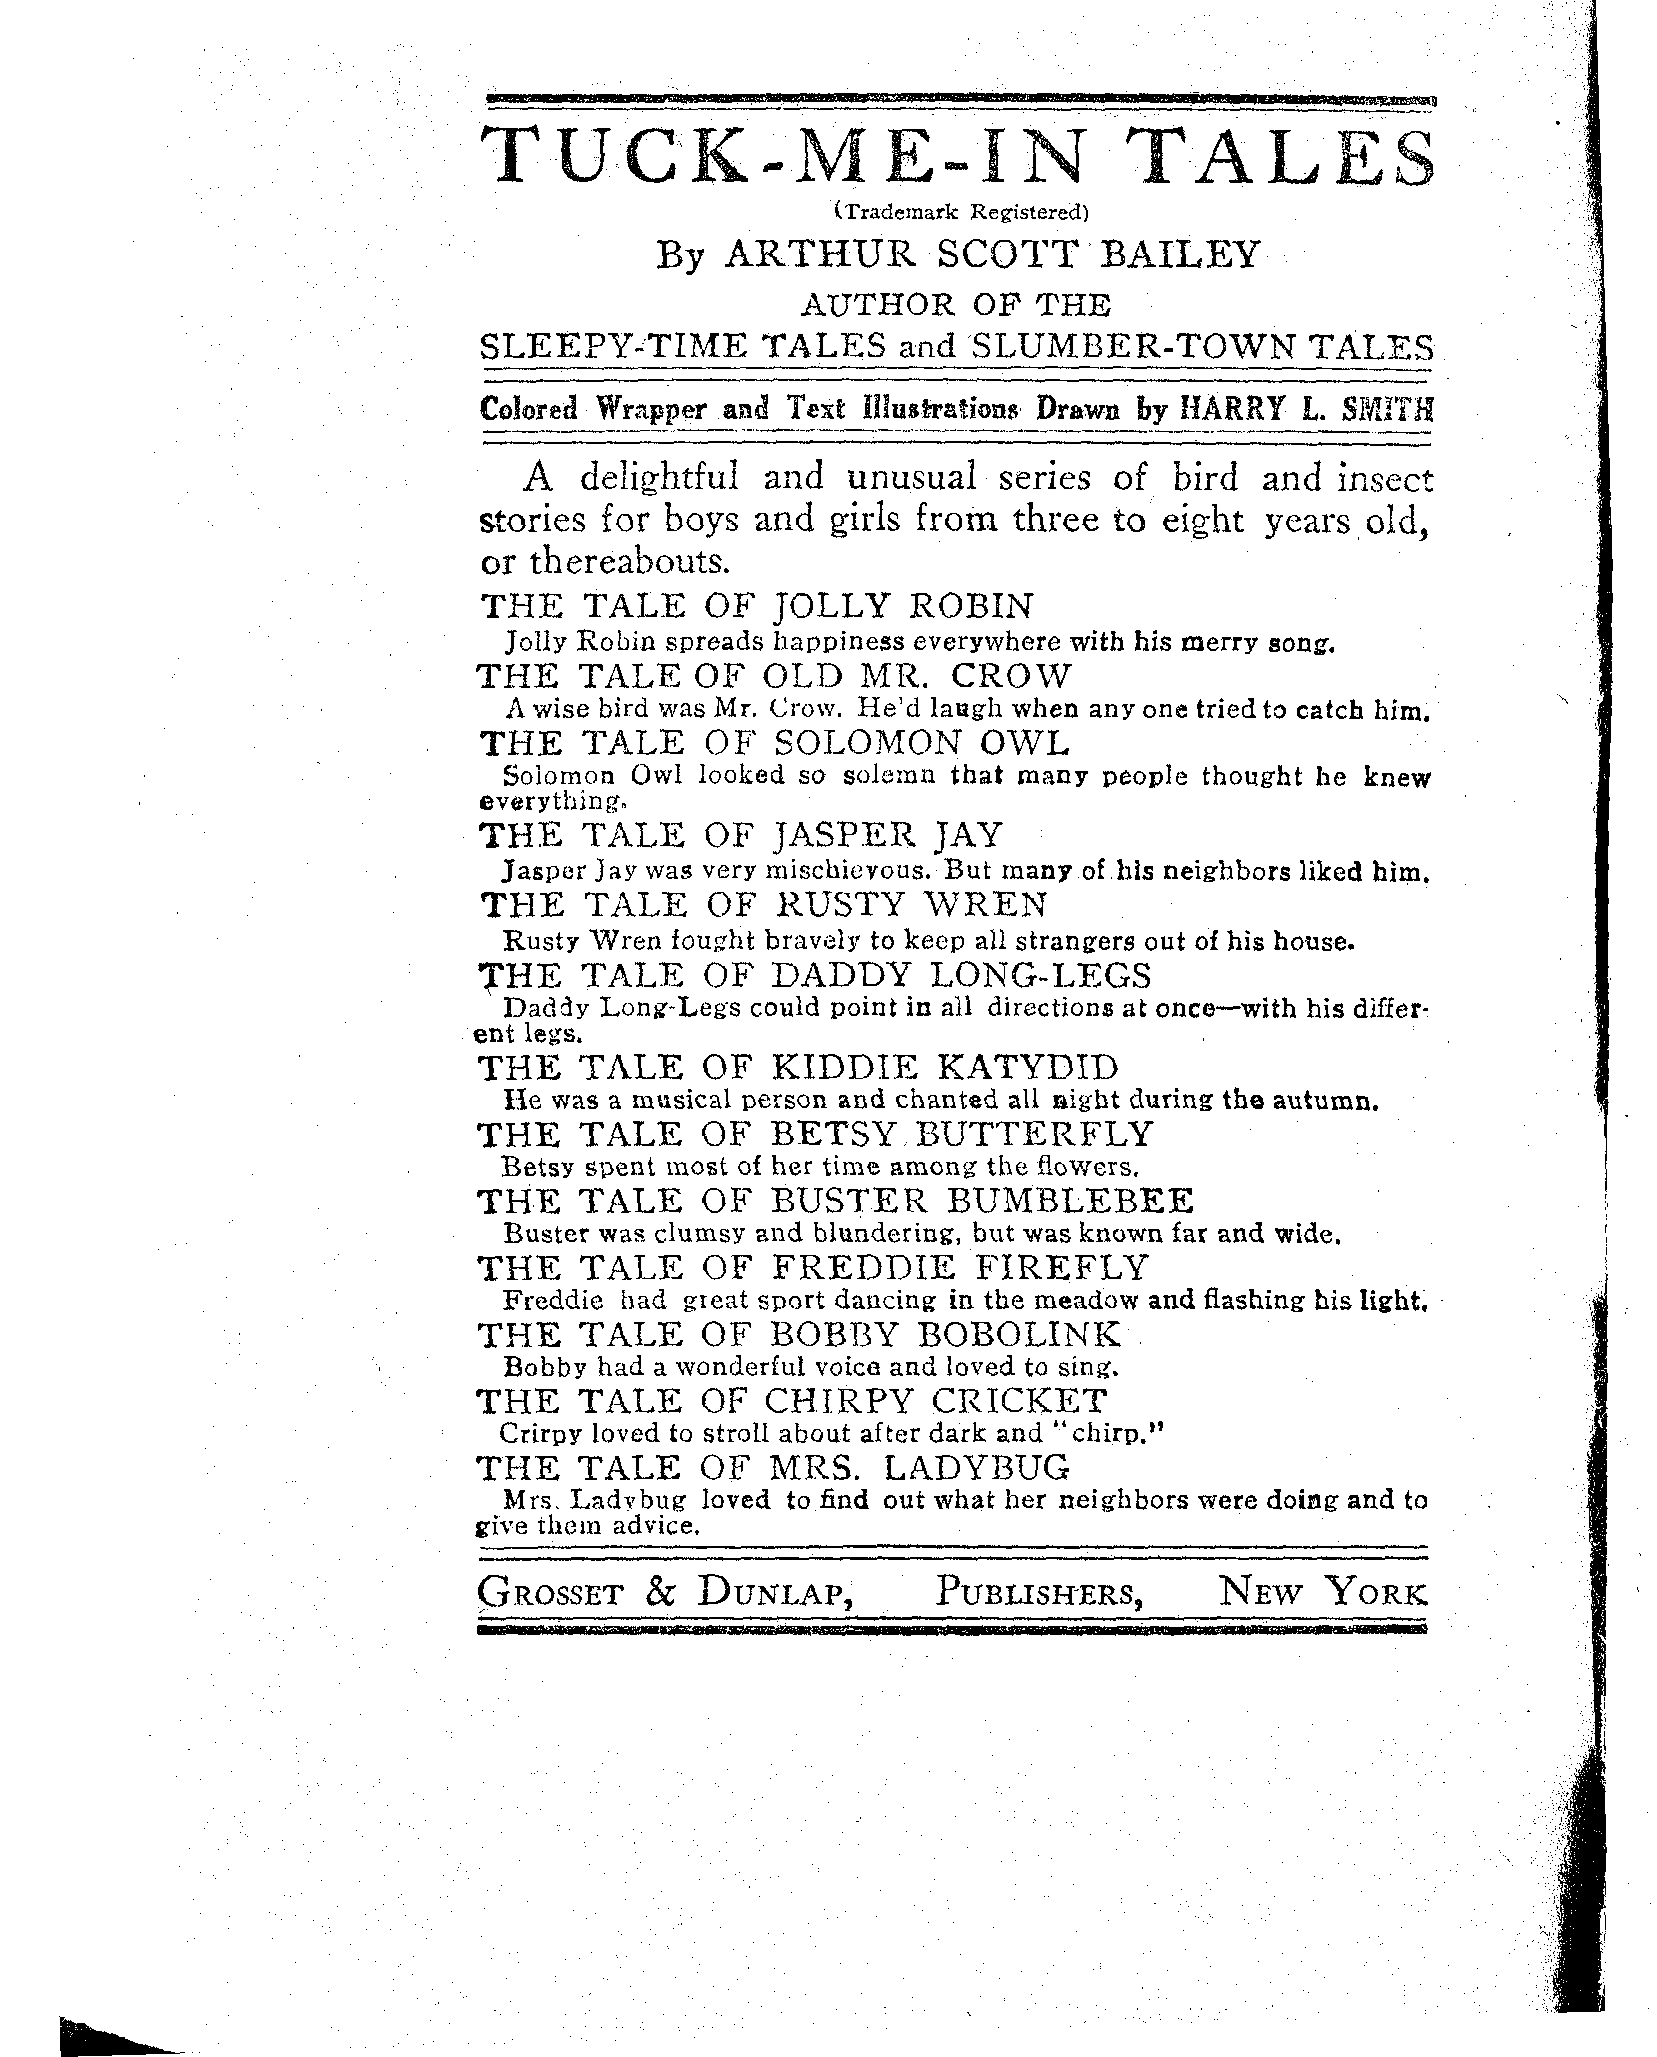 TUCK-ME-IN TALES
(Trademark Registered)
By ARTHUR SCOTT BAILEY
AUTHOR OF THE
SLEEPY-TIME TALES and SLUMBER-TOWN TALES
Colored Wrapper and Text Illustrations Drawn by HARRY L. SMITH
A delightful and unusual series of bird and insect
stories for boys and girls from three to eight years old,
or thereabouts.
THE TALE OF JOLLY ROBIN
Jolly Robin spreads happiness everywhere with his merry song.
THE TALE OF OLD MR. CROW
A wise bird was Mr. Crow. He'd laugh when any one tried to catch him.
THE TALE OF SOLOMON OWL
Solomon Owl looked so solemn that many people thought he knew
everything.
THE TALE OF JASPER JAY
Jasper Jay was very mischievous. But many of his neighbors liked him.
THE TALE OF RUSTY WREN
Rusty Wren fought bravely to keep all strangers out of his house.
THE TALE OF DADDY LONG-LEGS
Daddy Long-Legs could point in all directions at once—with his differ-
ent legs.
THE TALE OF KIDDIE KATYDID
He was a musical person and chanted all night during the autumn.
THE TALE OF BETSY BUTTERFLY
Betsy spent most of her time among the flowers.
THE TALE OF BUSTER BUMBLEBEE
Buster was clumsy and blundering, but was known far and wide.
THE TALE OF FREDDIE FIREFLY
Freddie had great sport dancing in the meadow and flashing his light.
THE TALE OF BOBBY BOBOLINK
Bobby had a wonderful voice and loved to sing.
THE TALE OF CHIRPY CRICKET
Crirpy loved to stroll about after dark and "chirp."
THE TALE OF MRS. LADYBUG
Mrs. Ladybug loved to find out what her neighbors were doing and to
give them advice.
GROSSET & DUNLAP, PUBLISHERS, NEW YORK